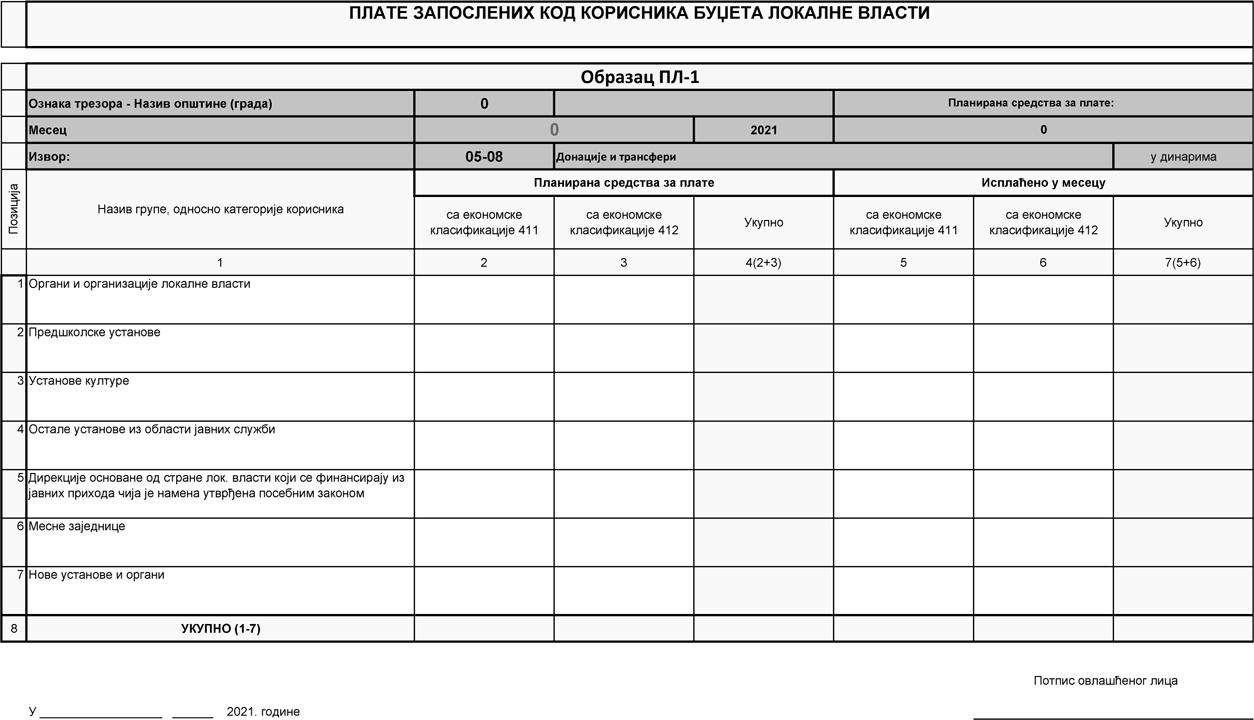 ПЛАТЕ ЗАПОСЛЕНИХ КОД КОРИСНИКА БУЏЕТА ЛОКАЛНЕ ВЛАСТИ
Образац ПЛ-1
Ознака трезора - Назив општине (града) 0 Планирана средства за плате:
Месец 0 2021 0
Извор: 05-08 Донације и трансфери у динарима
Позиција Назив групе, односно категорије корисника Планирана средства за плате Исплаћено у месецу
са економске са економске Укупно са економске са економске Укупно
класификације 411 класификације 412 класификације 411 класификације 412
1 2 3 4(2+3) 5 6 7(5+6)
1 Органи и организације локалне власти
2 Предшколске установе
3 Установе културе
4 Остале установе из области јавних служби
5 Дирекције основане од стране лок. власти који се финансирају из
јавних прихода чија је намена утврђена посебним законом
6 Месне заједнице
7 Нове установе и органи
8 УКУПНО (1-7)
Потпис овлашћеног лица
У __________________ ______ 2021. године